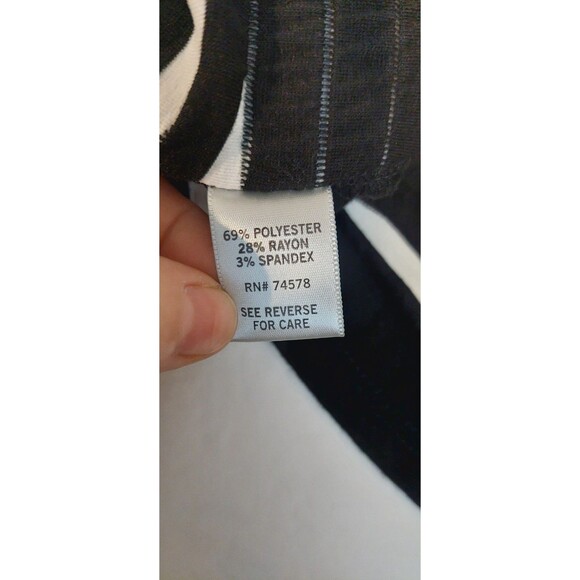 69% POLYESTER
28% RAYON
3% SPANDEX
RN# 74578
SEE REVERSE
FOR CARE